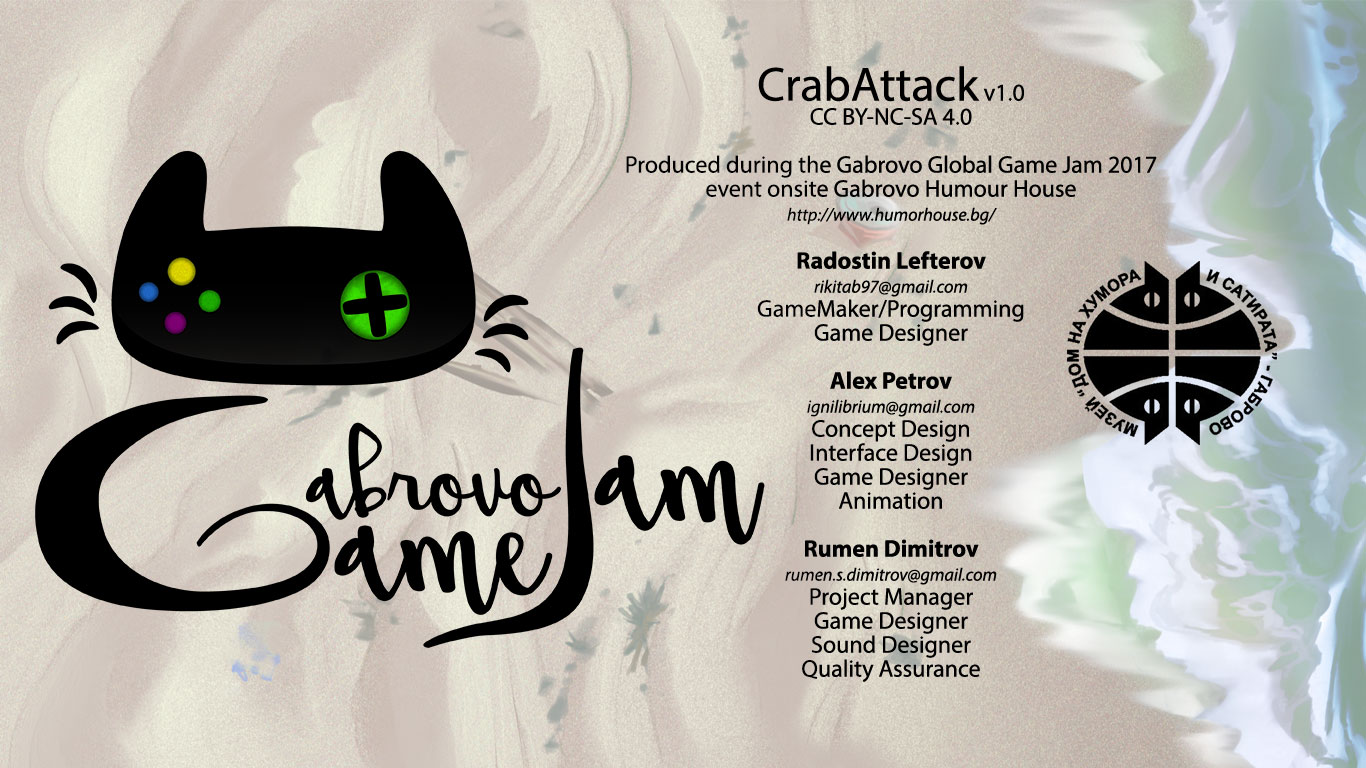 Gabrovo
Game Jam
CrabAttack v1.0
CC BY-NC-SA 4.0
Produced during the Gabrovo Global Game Jam 2017
event onsite Gabrovo Humour House
http://www.humorhouse.bg/
Radostin Lefterov
rikitab97@gmail.com
GameMaker/Programming
Game Designer
Alex Petrov
ignilibrium@gmail.com
Concept Design
Interface Design
Game Designer
Animation
Rumen Dimitrov
rumen.s.dimitrov@gmail.com
Project Manager
Game Designer
Sound Designer
Quality Assurance
МУЗЕЙ "ДОМ НА ХУМОРА
И САТИРАТА" - ГАБРОВО